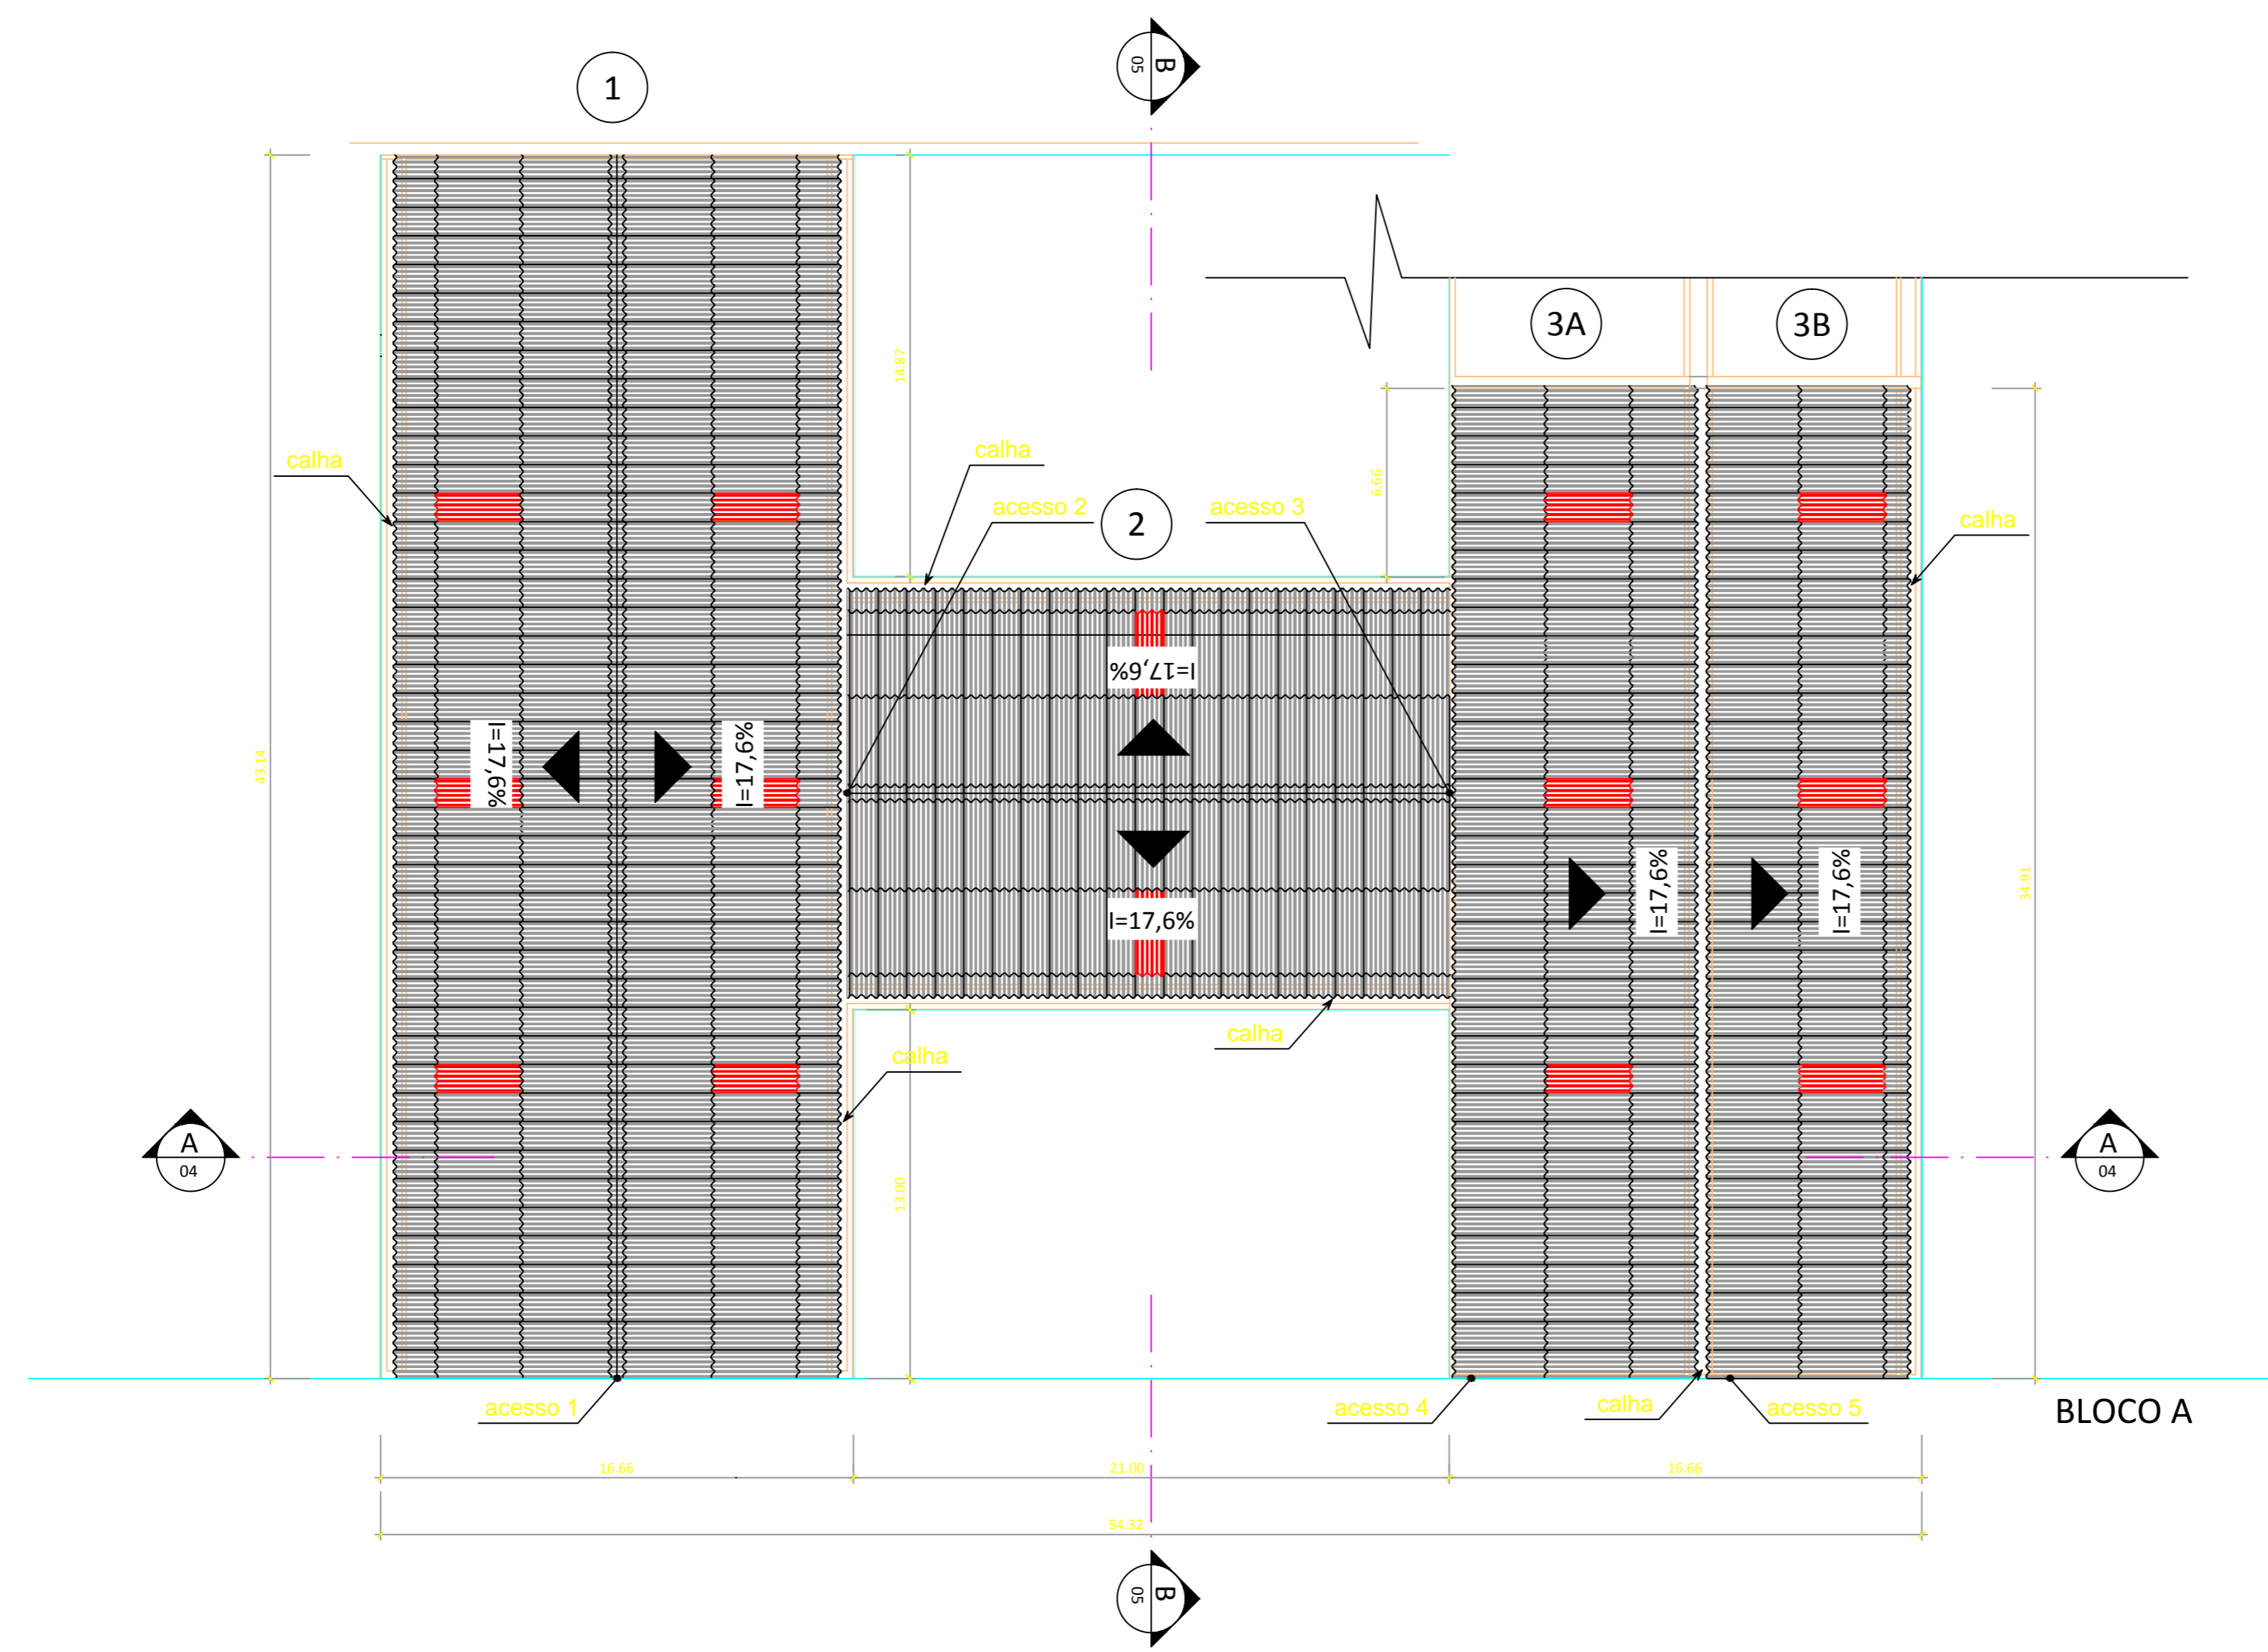 B
05
1
3A
3B
14.87
calha
calha
6.66
acesso 2
2
acesso 3
calha
I=17,6%
43.14
I=17,6%
I=17,6%
I=17,6%
I=17,6%
I=17,6%
34.91
calha
calha
A
04
A
04
13.00
acesso 1
acesso 4
calha
acesso 5
BLOCO A
16.66
21.00
16.66
54.32
B
05